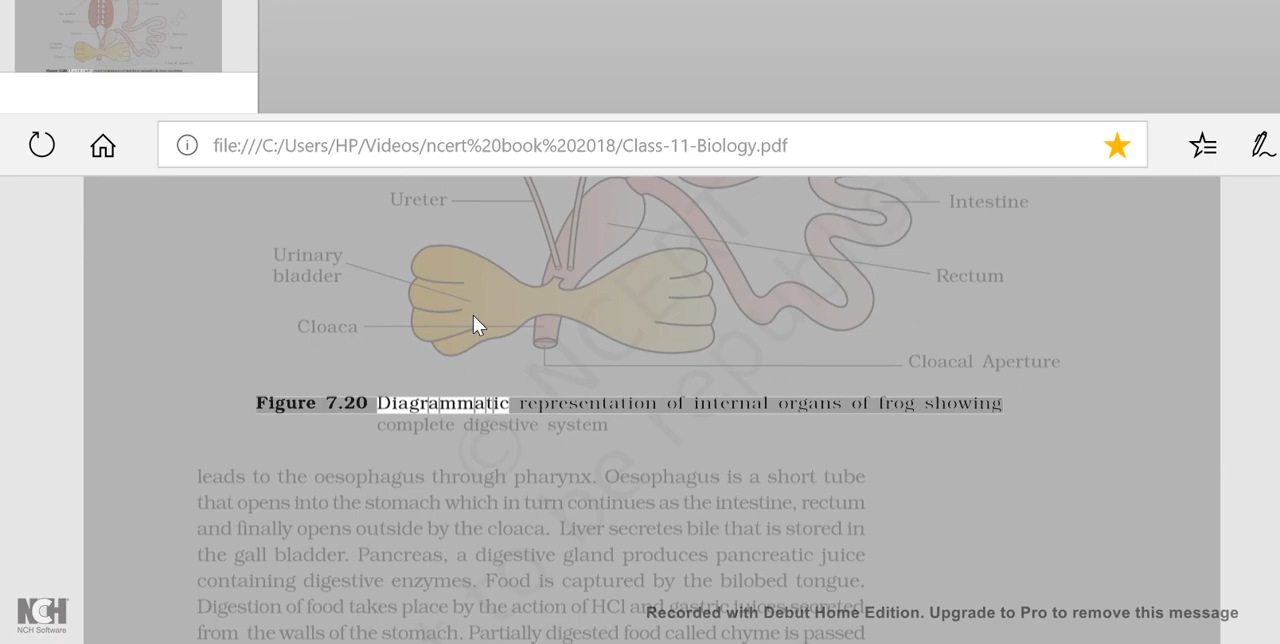 file:///C:/Users/HP/Videos/ncert%20book%202018/Class-11-Biology.pdf
Ureter
Intestine
Urinary
bladder
Rectum
Cloaca
Cloacal Aperture
Figure 7.20 Diagrammatic representation of internal organs of frog showing
complete digestive system
leads to the oesophagus through pharynx. Oesophagus is a short tube
that opens into the stomach which in turn continues as the intestine, rectum
and finally opens outside by the cloaca. Liver secretes bile that is stored in
the gall bladder. Pancreas, a digestive gland produces pancreatic juice
containing digestive enzymes. Food is captured by the bilobed tongue.
Digestion of food takes place by the action of HCl and gastric juices secreted
from the walls of the stomach. Partially digested food called chyme is passed
© NCERT
to be republish
NCH
NCH Software
Recorded with Debut Home Edition. Upgrade to Pro to remove this message